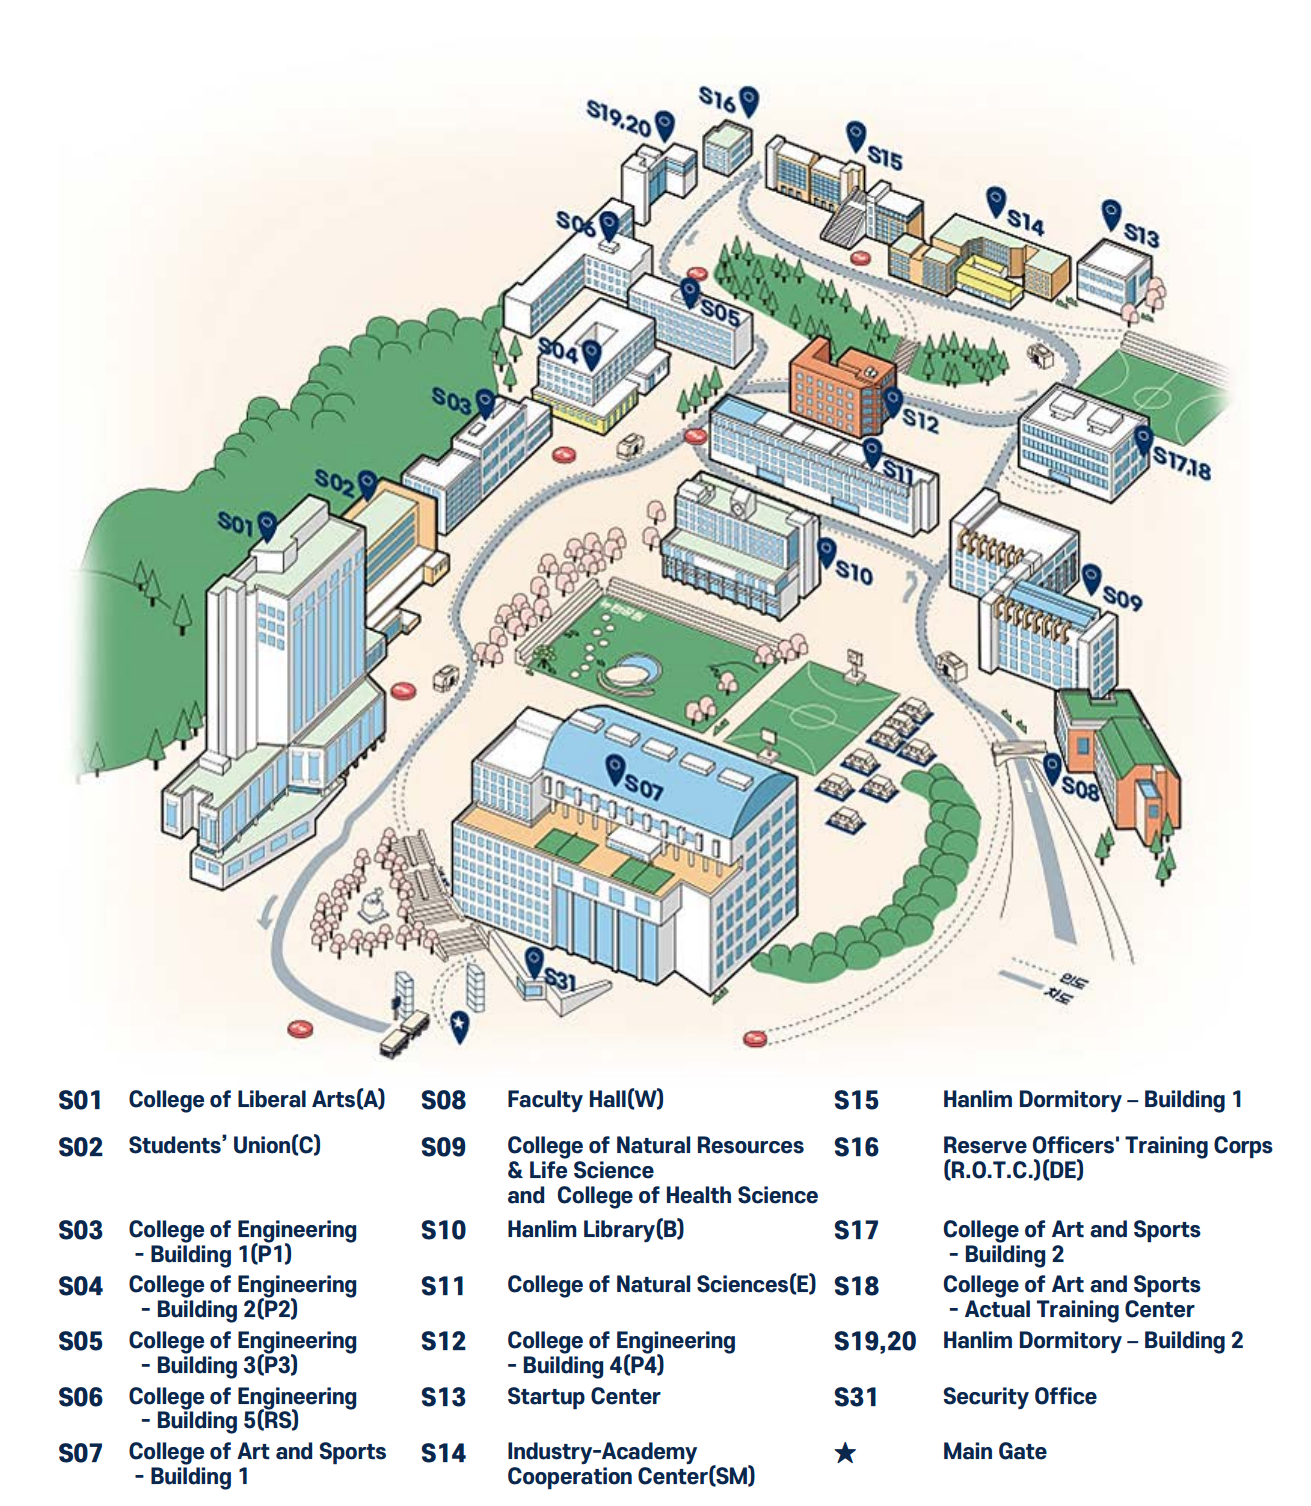 S16
S19,20
S15
S14
S13
S06
S05
S04
S12
S03
S11
S17,18
S02
S01
S10
S09
S07
S08
S31
인도
차도
S01 College of Liberal Arts(A)
S02 Students’ Union(C)
S03 College of Engineering
- Building 1(P1)
S04 College of Engineering
- Building 2(P2)
S05 College of Engineering
- Building 3(P3)
S06 College of Engineering
- Building 5(RS)
S07 College of Art and Sports
- Building 1
S08 Faculty Hall(W)
S09 College of Natural Resources
& Life Science
and College of Health Science
S10 Hanlim Library(B)
S11 College of Natural Sciences(E)
S12 College of Engineering
- Building 4(P4)
S13 Startup Center
S14 Industry-Academy
Cooperation Center(SM)
S15 Hanlim Dormitory – Building 1
S16 Reserve Officers' Training Corps
(R.O.T.C.)(DE)
S17 College of Art and Sports
- Building 2
S18 College of Art and Sports
- Actual Training Center
S19,20 Hanlim Dormitory – Building 2
S31 Security Office
★ Main Gate